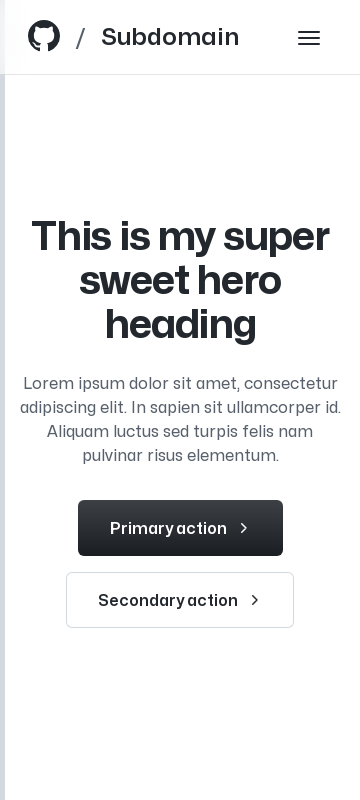 / Subdomain
This is my super
sweet hero
heading
Lorem ipsum dolor sit amet, consectetur
adipiscing elit. In sapien sit ullamcorper id.
Aliquam luctus sed turpis felis nam
pulvinar risus elementum.
Primary action
Secondary action